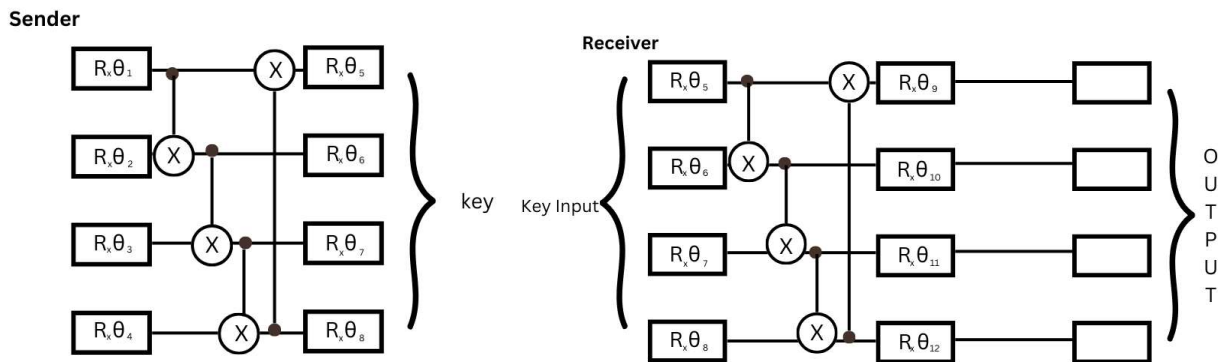 Sender
Receiver
Rₓθ₁
X
Rₓθ₅
Rₓθ₂
X
Rₓθ₆
Rₓθ₃
X
Rₓθ₇
Rₓθ₄
X
Rₓθ₈
key
Key Input
Rₓθ₅
X
Rₓθ₉
Rₓθ₆
X
Rₓθ₁₀
Rₓθ₇
X
Rₓθ₁₁
Rₓθ₈
X
Rₓθ₁₂
O
U
T
P
U
T